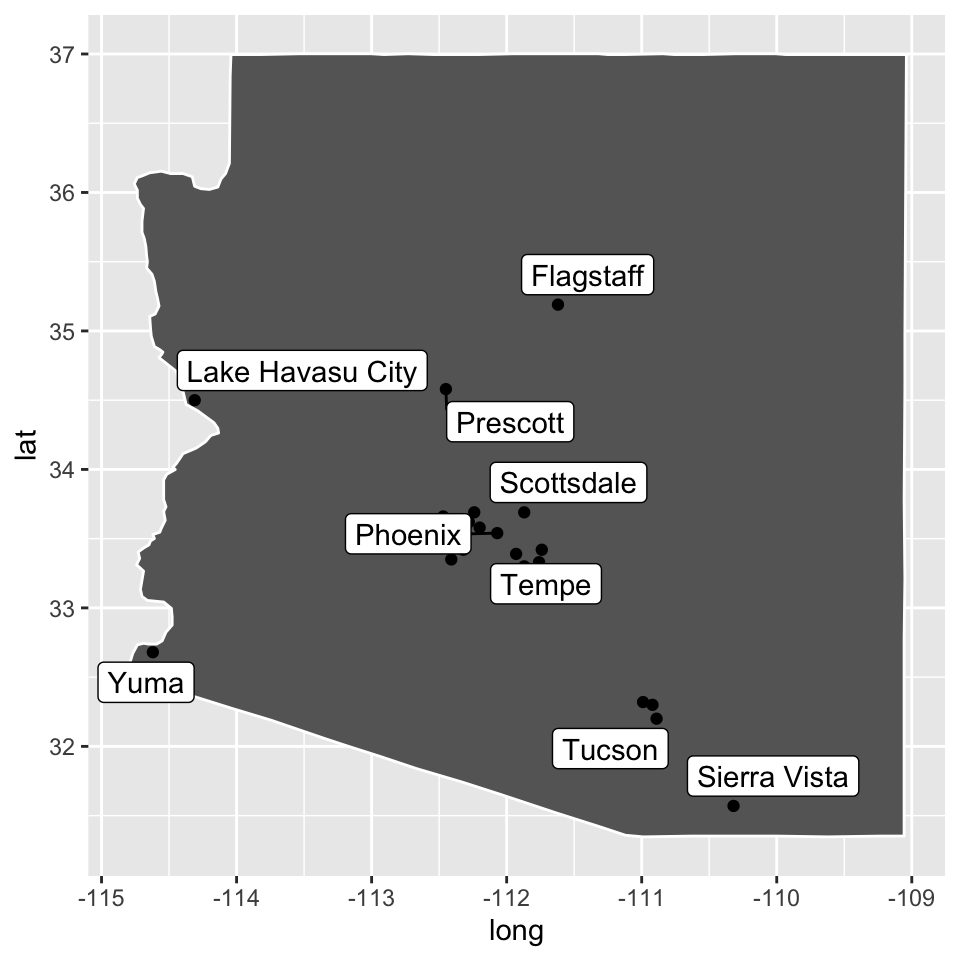 37
36
35
34
33
32
lat
Flagstaff
Lake Havasu City
Prescott
Scottsdale
Phoenix
Tempe
Yuma
Tucson
Sierra Vista
-115
-114
-113
-112
-111
-110
-109
long